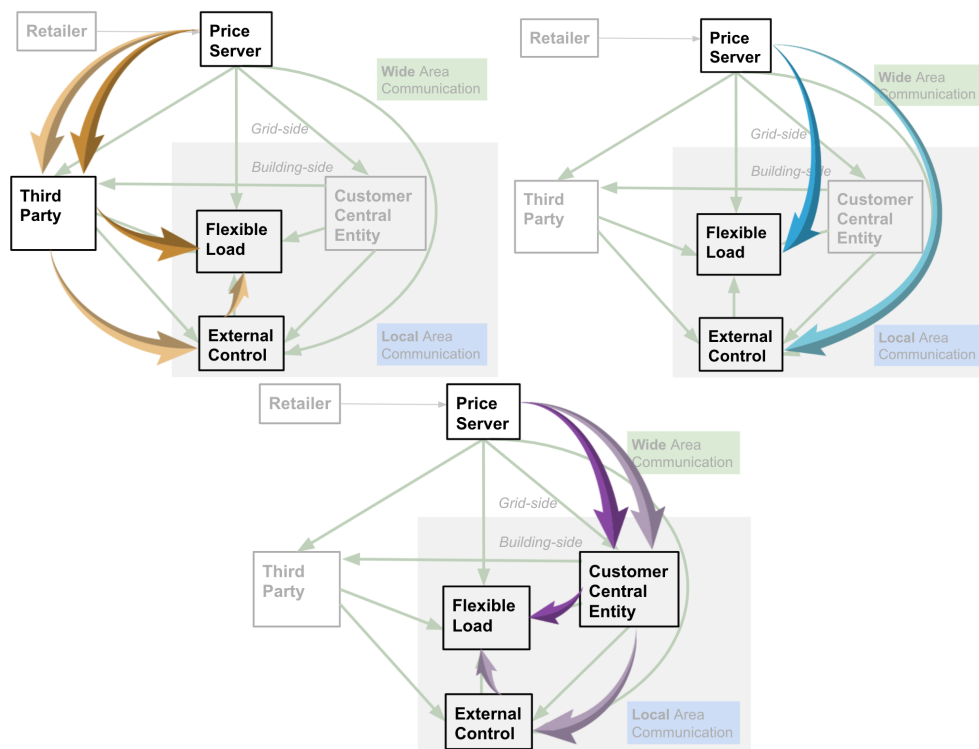 Retailer
Price
Server
Wide Area
Communication
Grid-side
Building-side
Third
Party
Customer
Central
Entity
Flexible
Load
External
Control
Local Area
Communication
Retailer
Price
Server
Wide Area
Communication
Grid-side
Building-side
Third
Party
Customer
Central
Entity
Flexible
Load
External
Control
Local Area
Communication
Retailer
Price
Server
Wide Area
Communication
Grid-side
Building-side
Third
Party
Customer
Central
Entity
Flexible
Load
External
Control
Local Area
Communication